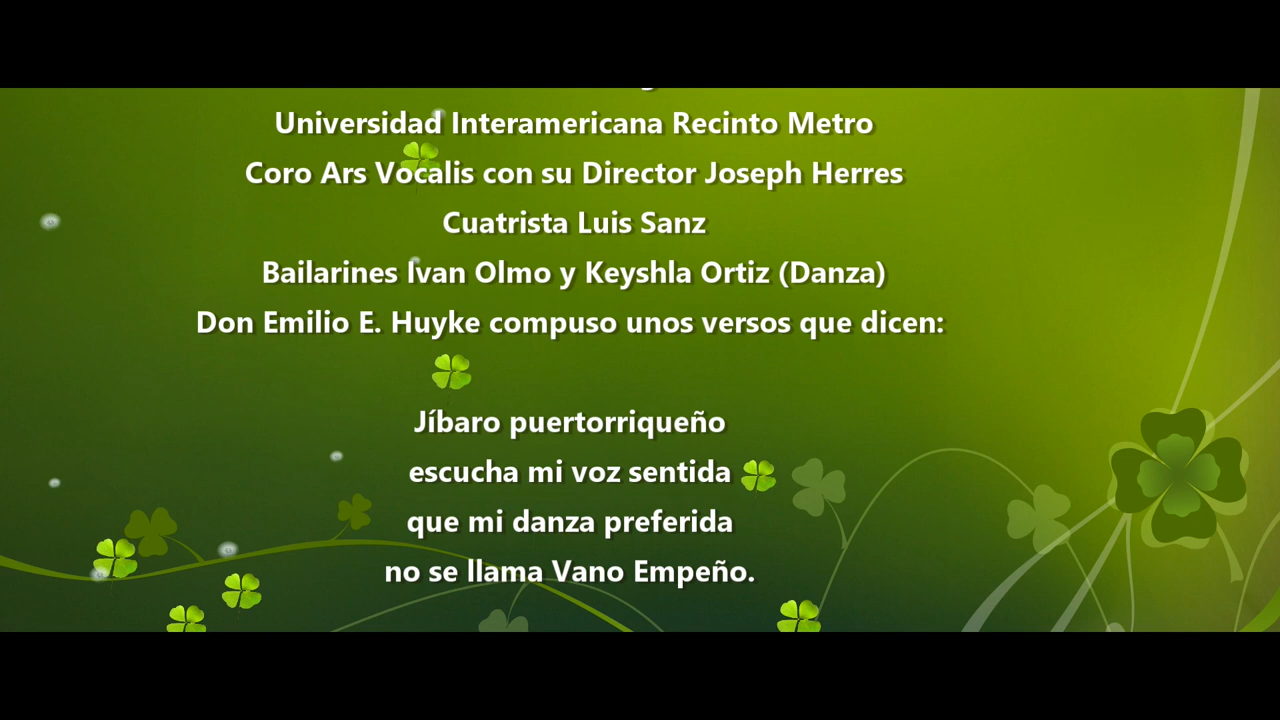 Universidad Interamericana Recinto Metro
Coro Ars Vocalis con su Director Joseph Herres
Cuatrista Luis Sanz
Bailarines Ivan Olmo y Keyshla Ortiz (Danza)
Don Emilio E. Huyke compuso unos versos que dicen:
Jíbaro puertorriqueño
escucha mi voz sentida
que mi danza preferida
no se llama Vano Empeño.